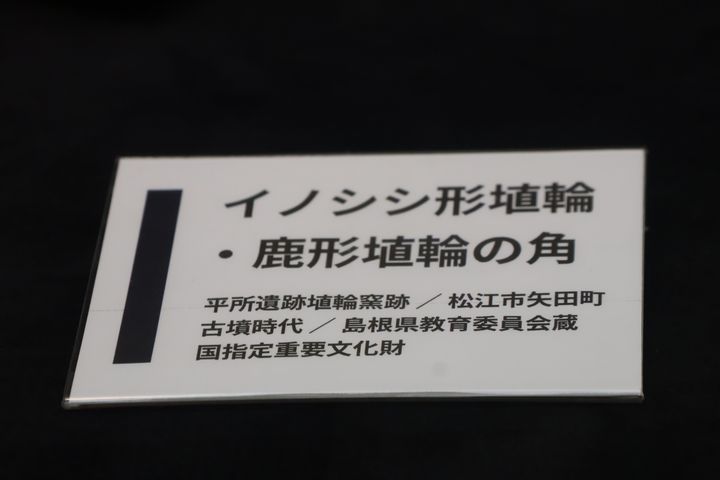 イノシシ形埴輪
・鹿形埴輪の角
平所遺跡埴輪窯跡／松江市矢田町
古墳時代／島根県教育委員会蔵
国指定重要文化財